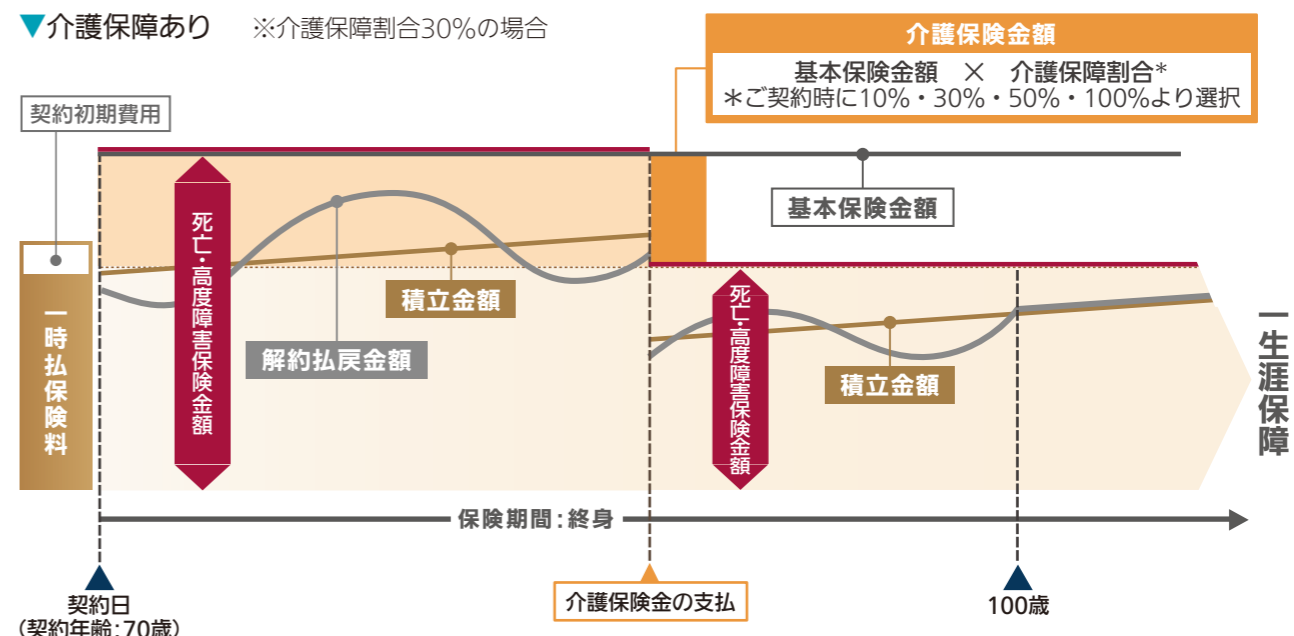 ▼介護保障あり ※介護保障割合30%の場合
介護保険金額
基本保険金額 × 介護保障割合*
*ご契約時に10%・30%・50%・100%より選択
契約初期費用
基本保険金額
死亡・高度障害保険金額
積立金額
解約払戻金額
一時払保険料
死亡・高度障害保険金額
積立金額
一生涯保障
保険期間:終身
契約日
(契約年齢:70歳)
介護保険金の支払
100歳